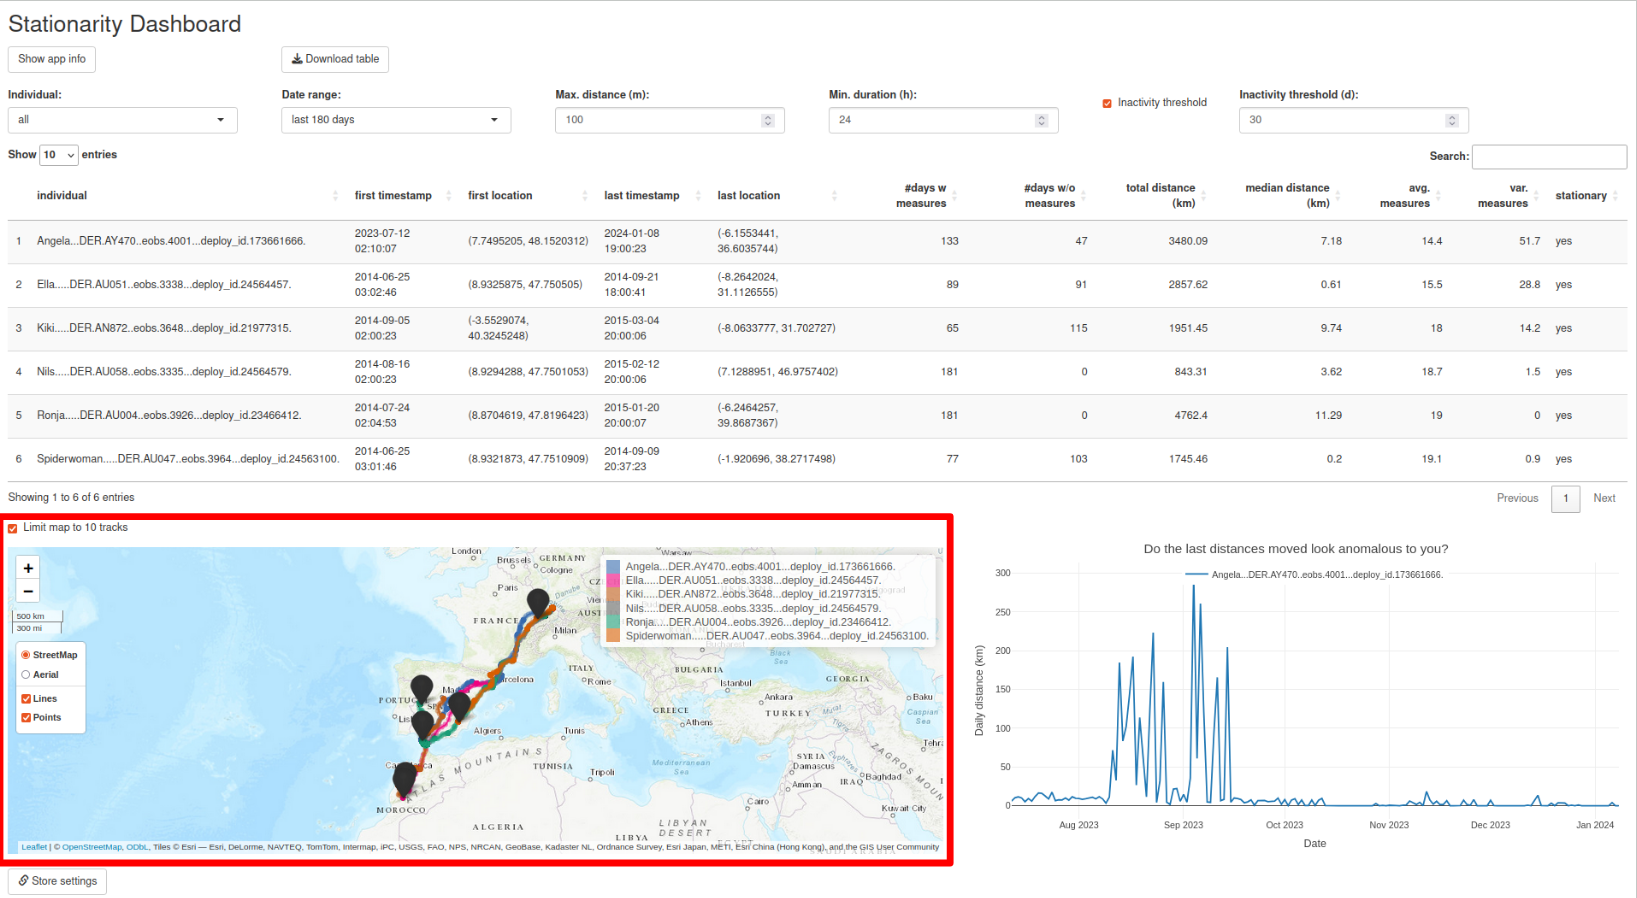 Stationarity Dashboard
Show app info
Download table
Individual:
Date range:
Max. distance (m):
Min. duration (h):
Inactivity threshold
Inactivity threshold (d):
all
last 180 days
100
24
30
Show 10 entries
Search:
individual first timestamp first location last timestamp last location #days w measures #days w/o measures total distance (km) median distance (km) avg. measures var. measures stationary
1 Angela...DER.AY470..eobs.4001...deploy_id.173661666. 2023-07-12 02:10:07 (7.7495205, 48.1520312) 2024-01-08 19:00:23 (-6.1553441, 36.6035744) 133 47 3480.09 7.18 14.4 51.7 yes
2 Ella.....DER.AU051..eobs.3338...deploy_id.24564457. 2014-06-25 03:02:46 (8.9325875, 47.750505) 2014-09-21 18:00:41 (-8.2642024, 31.1126555) 89 91 2857.62 0.61 15.5 28.8 yes
3 Kiki.....DER.AN872..eobs.3648...deploy_id.21977315. 2014-09-05 02:00:23 (-3.5529074, 40.3245248) 2015-03-04 20:00:06 (-8.0633777, 31.702727) 65 115 1951.45 9.74 18 14.2 yes
4 Nils.....DER.AU058..eobs.3335...deploy_id.24564579. 2014-08-16 02:00:23 (8.9294288, 47.7501053) 2015-02-12 20:00:06 (7.1288951, 46.9757402) 181 0 843.31 3.62 18.7 1.5 yes
5 Ronja.....DER.AU004..eobs.3926...deploy_id.23466412. 2014-07-24 02:04:53 (8.8704619, 47.8196423) 2015-01-20 20:00:07 (-6.2464257, 39.8687367) 181 0 4762.4 11.29 19 0 yes
6 Spiderwoman.....DER.AU047..eobs.3964...deploy_id.24563100. 2014-06-25 03:01:46 (8.9321873, 47.7510909) 2014-09-09 20:37:23 (-1.920696, 38.2717498) 77 103 1745.46 0.2 19.1 0.9 yes
Showing 1 to 6 of 6 entries
Previous 1 Next
Limit map to 10 tracks
+
−
500 km
300 mi
StreetMap
Aerial
Lines
Points
Angela...DER.AY470..eobs.4001...deploy_id.173661666.
Ella.....DER.AU051..eobs.3338...deploy_id.24564457.
Kiki.....DER.AN872..eobs.3648...deploy_id.21977315.
Nils.....DER.AU058..eobs.3335...deploy_id.24564579.
Ronja.....DER.AU004..eobs.3926...deploy_id.23466412.
Spiderwoman.....DER.AU047..eobs.3964...deploy_id.24563100.
London
Brussels
GERMANY
Cologne
Warsaw
Paris
Danube
FRANCE
Milan
ITALY
Rome
BULGARIA
Black Sea
GEORGIA
Istanbul
Ankara
Baku
TURKEY
Caspian Sea
GREECE
Athens
Algiers
Tunis
ATLAS MOUNTAINS
TUNISIA
Tripoli
Mediterranean Sea
SYRIA
Damascus
Euphrates
ZAGROS
Amman
IRAQ
Baghdad
MOROCCO
Cairo
Kuwait City
ALGERIA
LIBYAN DESERT
LIBYA
Leaflet | © OpenStreetMap, ODbL, Tiles © Esri — Esri, DeLorme, NAVTEQ, TomTom, Intermap, iPC, USGS, FAO, NPS, NRCAN, GeoBase, Kadaster NL, Ordnance Survey, Esri Japan, METI, Esri China (Hong Kong), and the GIS User Community
Store settings
Do the last distances moved look anomalous to you?
Angela...DER.AY470..eobs.4001...deploy_id.173661666.
Daily distance (km)
300
250
200
150
100
50
0
Aug 2023 Sep 2023 Oct 2023 Nov 2023 Dec 2023 Jan 2024
Date